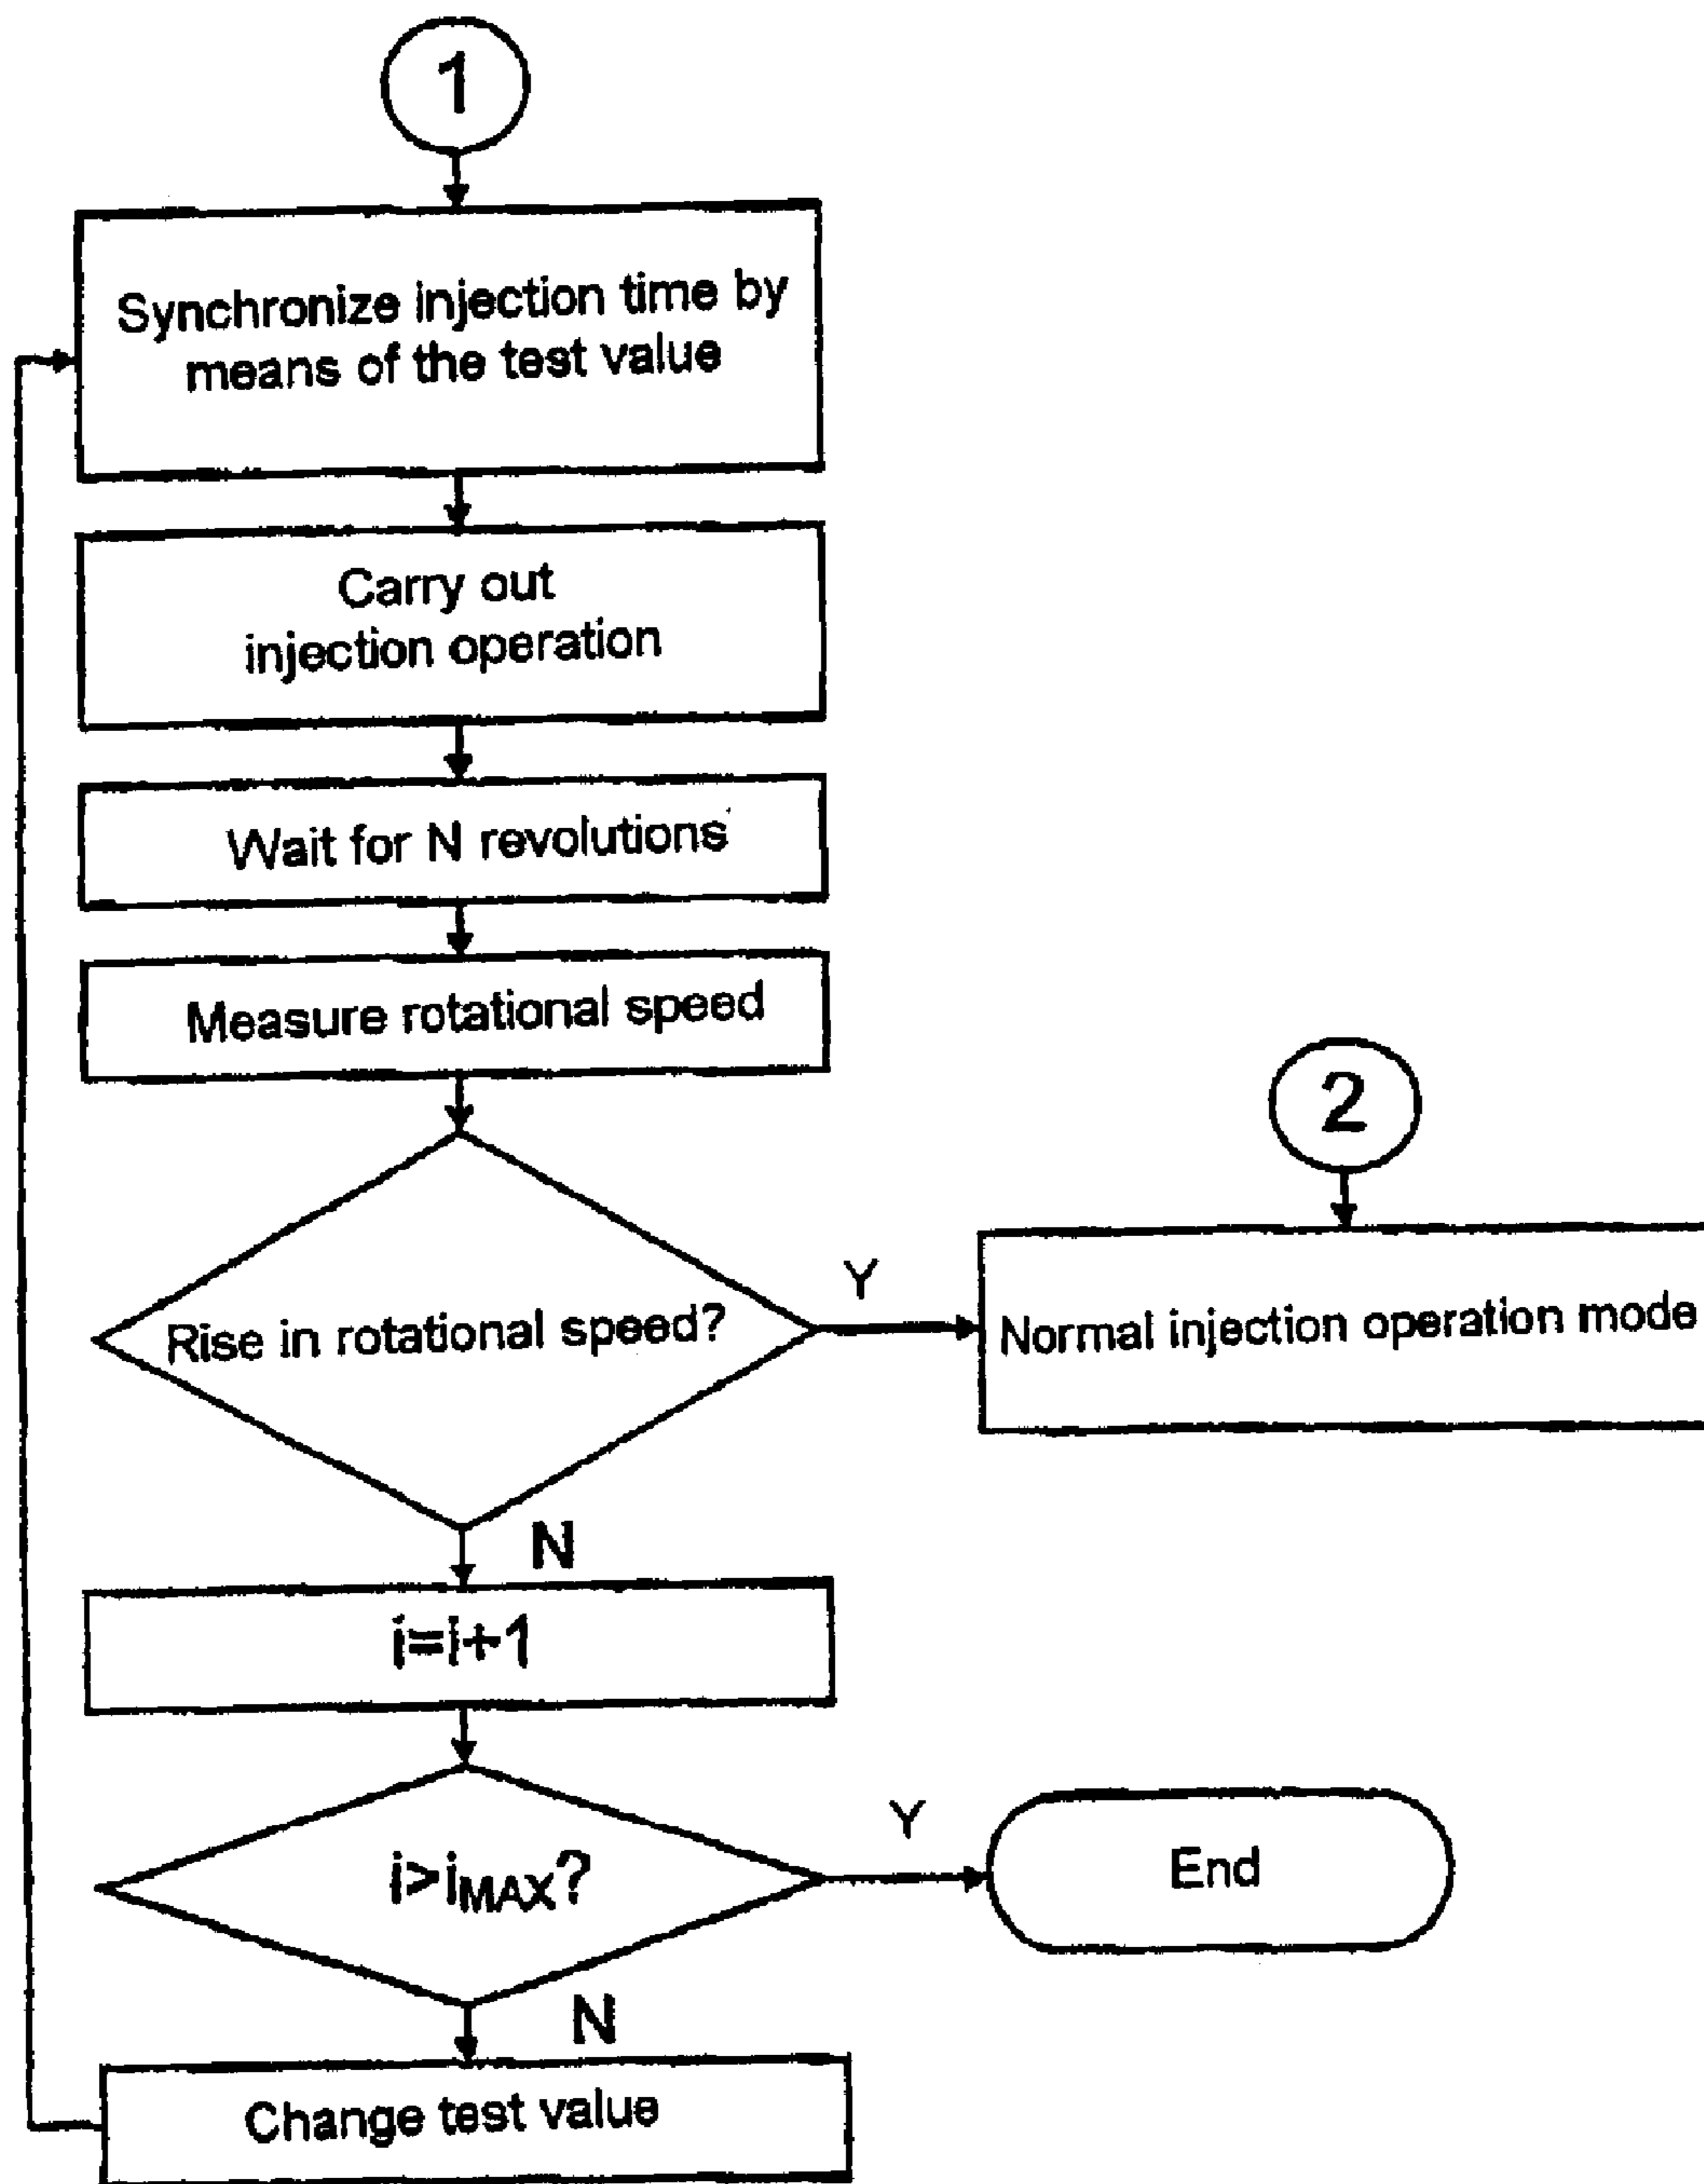 1
Synchronize injection time by
means of the test value
Carry out
injection operation
Wait for N revolutions
Measure rotational speed
2
Rise in rotational speed?
Y
Normal injection operation mode
N
i=i+1
i>iMAX?
Y
End
N
Change test value